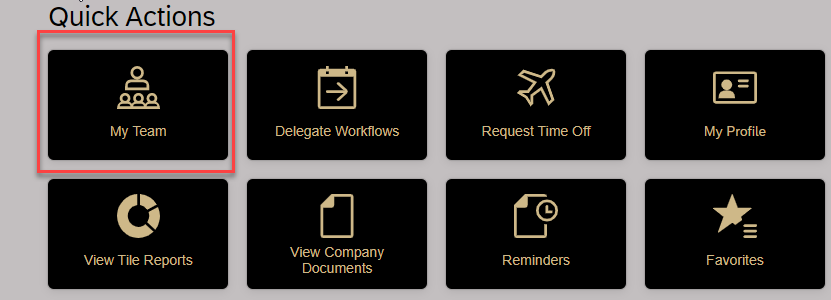 Quick Actions
My Team
Delegate Workflows
Request Time Off
My Profile
View Tile Reports
View Company
Documents
Reminders
Favorites